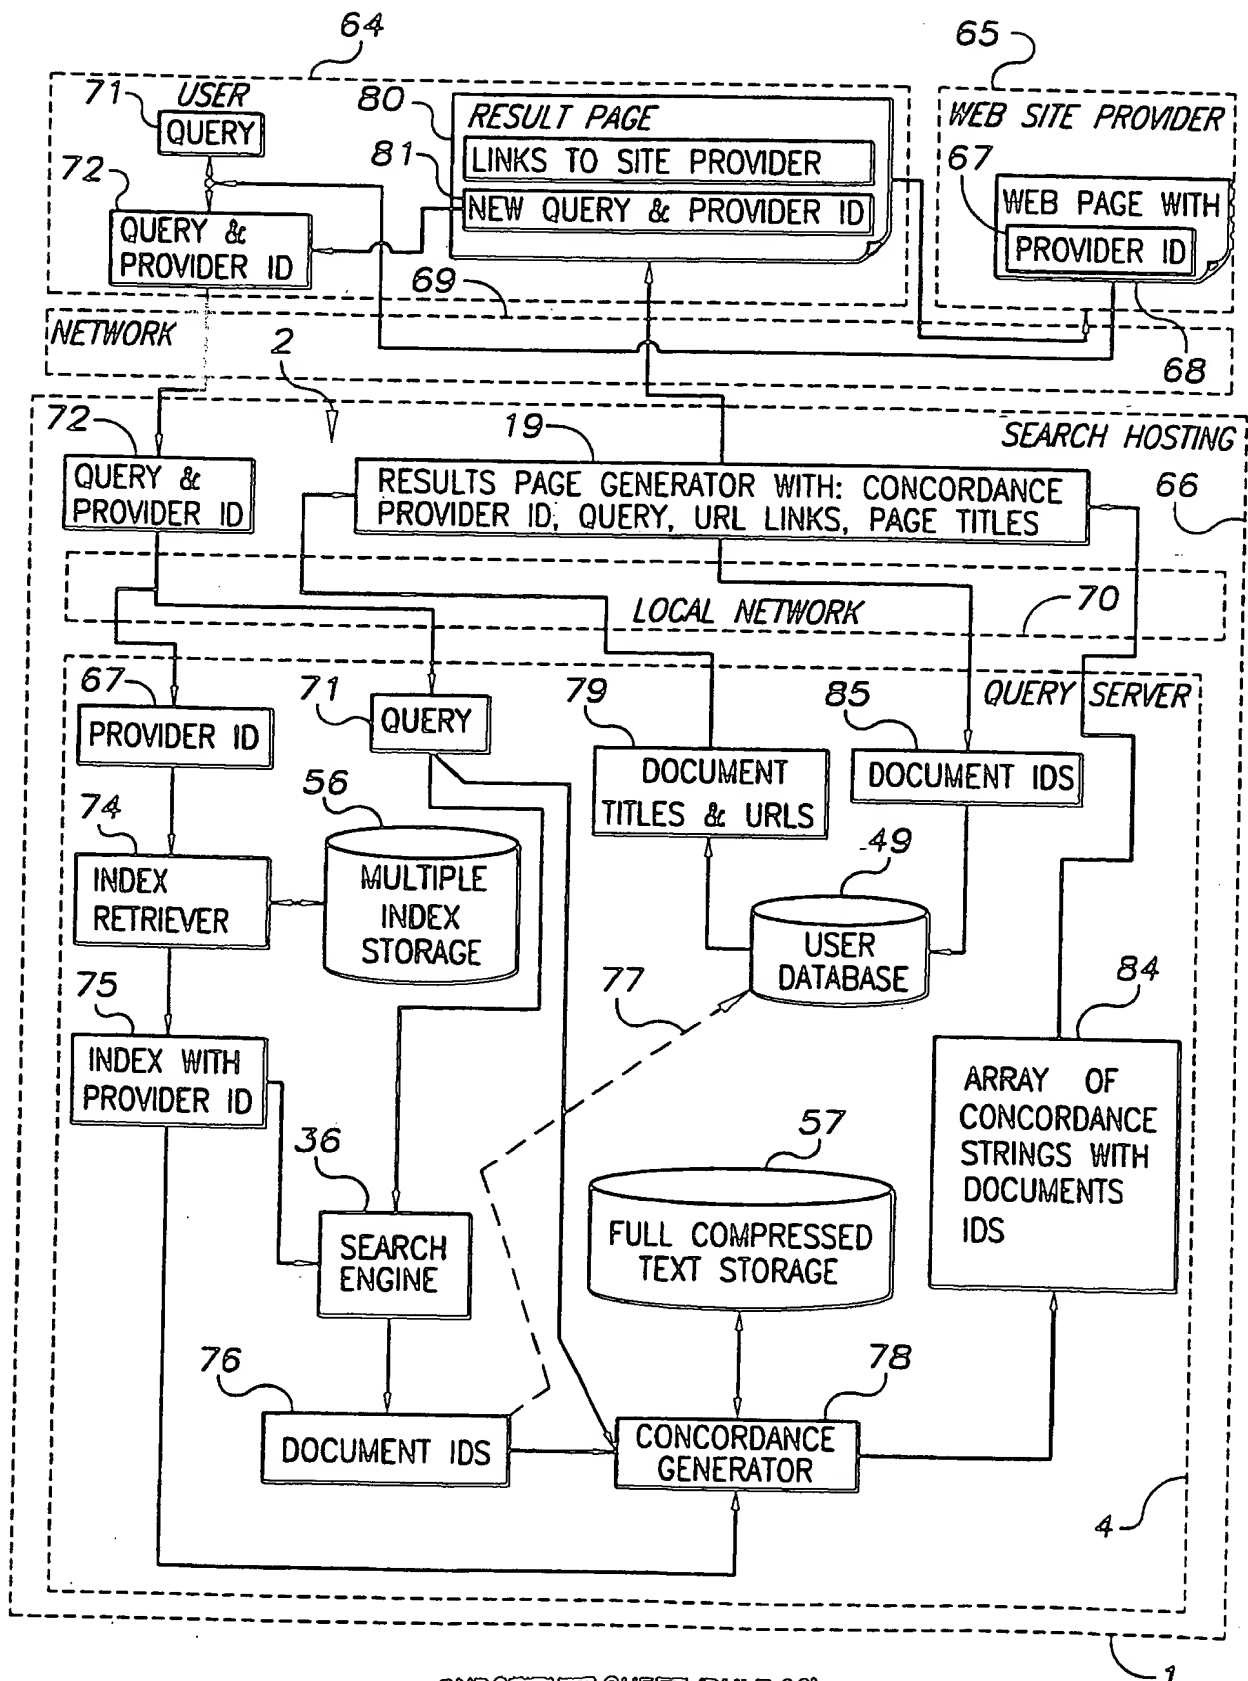 64
65
71
USER
QUERY
80
RESULT PAGE
WEB SITE PROVIDER
LINKS TO SITE PROVIDER
72
81
67
NEW QUERY & PROVIDER ID
WEB PAGE WITH
PROVIDER ID
QUERY &
PROVIDER ID
69
NETWORK
2
68
72
19
SEARCH HOSTING
QUERY &
PROVIDER ID
RESULTS PAGE GENERATOR WITH: CONCORDANCE
PROVIDER ID, QUERY, URL LINKS, PAGE TITLES
66
LOCAL NETWORK
70
67
71
79
85
QUERY SERVER
PROVIDER ID
QUERY
DOCUMENT
TITLES & URLS
DOCUMENT IDS
74
56
49
INDEX
RETRIEVER
MULTIPLE
INDEX
STORAGE
USER
DATABASE
75
77
84
INDEX WITH
PROVIDER ID
ARRAY OF
CONCORDANCE
STRINGS WITH
DOCUMENTS
IDS
36
57
SEARCH
ENGINE
FULL COMPRESSED
TEXT STORAGE
76
78
DOCUMENT IDS
CONCORDANCE
GENERATOR
4
1